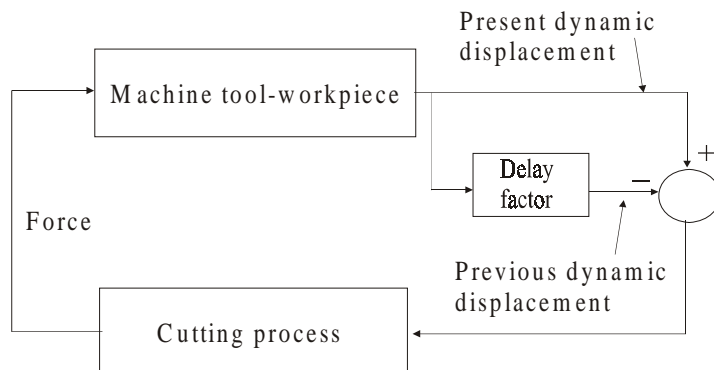 Present dynamic
displacement
Machine tool-workpiece
+
Delay
factor
−
Force
Previous dynamic
displacement
Cutting process